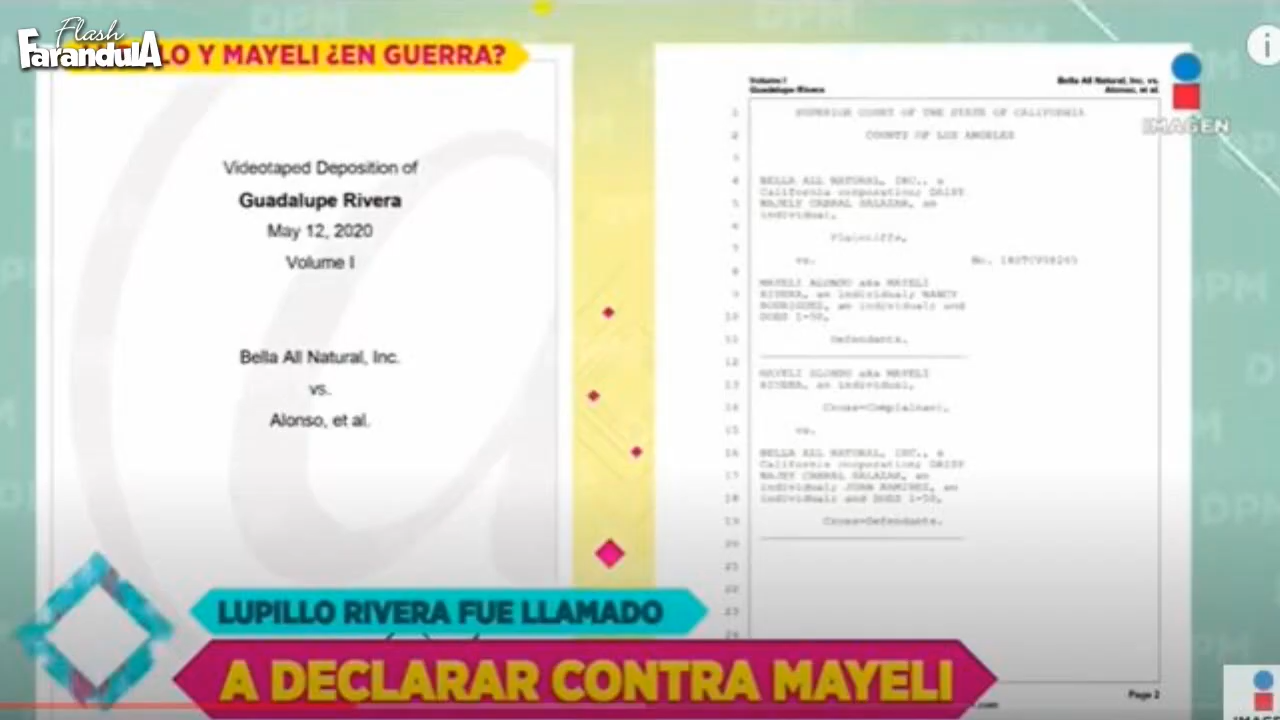 Flash
FarandulA
LO Y MAYELI ¿EN GUERRA?
Videotaped Deposition of
Guadalupe Rivera
May 12, 2020
Volume I
Bella All Natural, Inc.
vs.
Alonso, et al.
Volume I
Guadalupe Rivera
Bella All Natural, Inc. vs.
Alonso, et al.
IMAGEN
1 SUPERIOR COURT OF THE STATE OF CALIFORNIA
2 COUNTY OF LOS ANGELES
3
4 BELLA ALL NATURAL, INC., a
California corporation; DAISY
5 MAJELY CABRAL SALAZAR, an
individual,
6
Plaintiffs,
7
vs. No.
8
MAYELI ALONSO aka MAYELI
9 RIVERA, an individual; NANCY
RODRIGUEZ, an individual; and
10 DOES 1-50,
11 Defendants.
12
MAYELI ALONSO aka MAYELI
13 RIVERA, an individual,
14 Cross-Complainant,
15 vs.
16 BELLA ALL NATURAL, INC., a
California corporation; DAISY
17 CABRAL SALAZAR, an
individual; JUAN RAMIREZ, an
18 individual; and DOES 1-50,
19 Cross-Defendants.
20
21
22
23
24
Page 2
LUPILLO RIVERA FUE LLAMADO
A DECLARAR CONTRA MAYELI
DPM